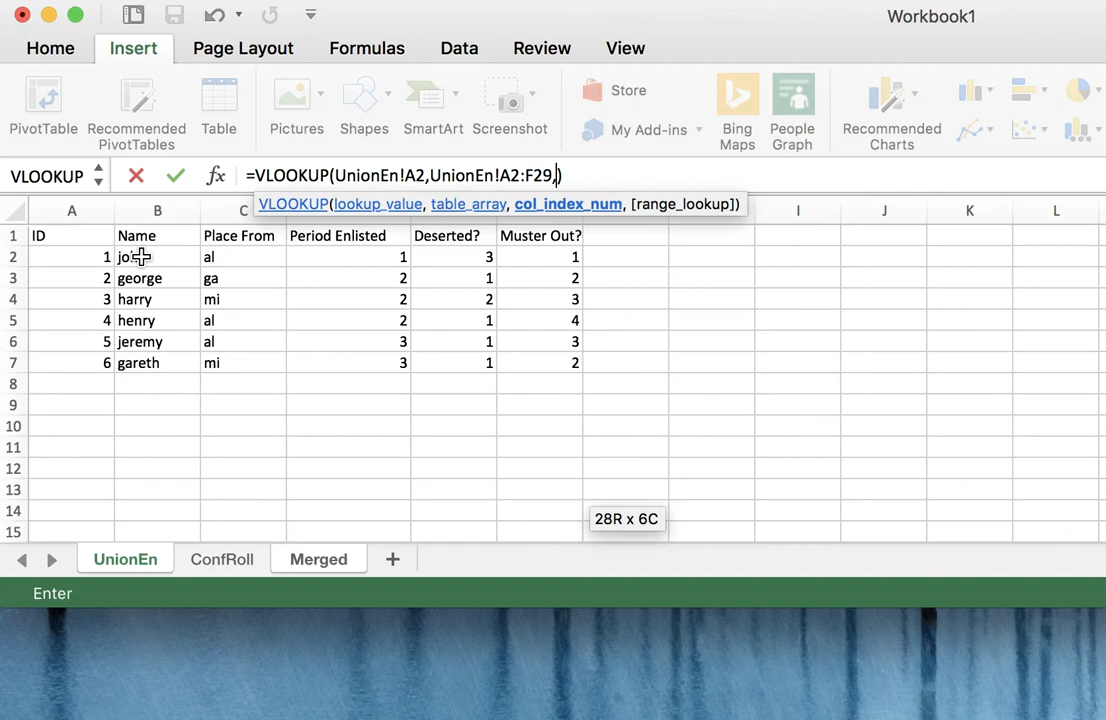 Workbook1
Home Insert Page Layout Formulas Data Review View
PivotTable Recommended PivotTables Table Pictures Shapes SmartArt Screenshot Store My Add-ins Bing Maps People Graph Recommended Charts
VLOOKUP fx =VLOOKUP(UnionEn!A2,UnionEn!A2:F29,)
VLOOKUP(lookup_value, table_array, col_index_num, [range_lookup])
A B C I J K L
1 ID Name Place From Period Enlisted Deserted? Muster Out?
2 1 al 1 3 1
3 2 george ga 2 1 2
4 3 harry mi 2 2 3
5 4 henry al 2 1 4
6 5 jeremy al 3 1 3
7 6 gareth mi 3 1 2
8
9
10
11
12
13
14
15
28R x 6C
UnionEn ConfRoll Merged +
Enter